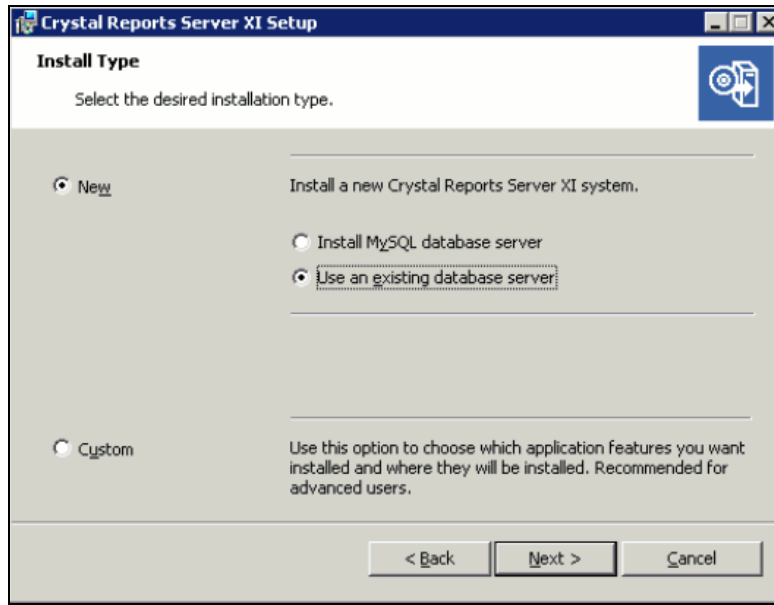 Crystal Reports Server XI Setup
Install Type
Select the desired installation type.
New
Install a new Crystal Reports Server XI system.
Install MySQL database server
Use an existing database server
Custom
Use this option to choose which application features you want
installed and where they will be installed. Recommended for
advanced users.
< Back
Next >
Cancel